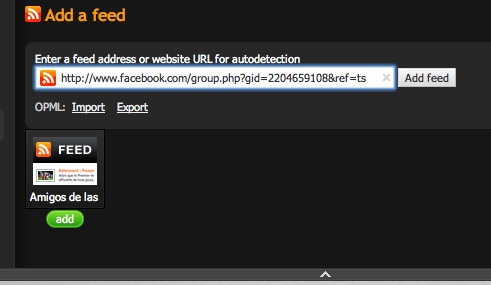 Add a feed
Enter a feed address or website URL for autodetection
http://www.facebook.com/group.php?gid=2204659108&ref=ts
Add feed
OPML: Import Export
FEED
Amigos de las
add